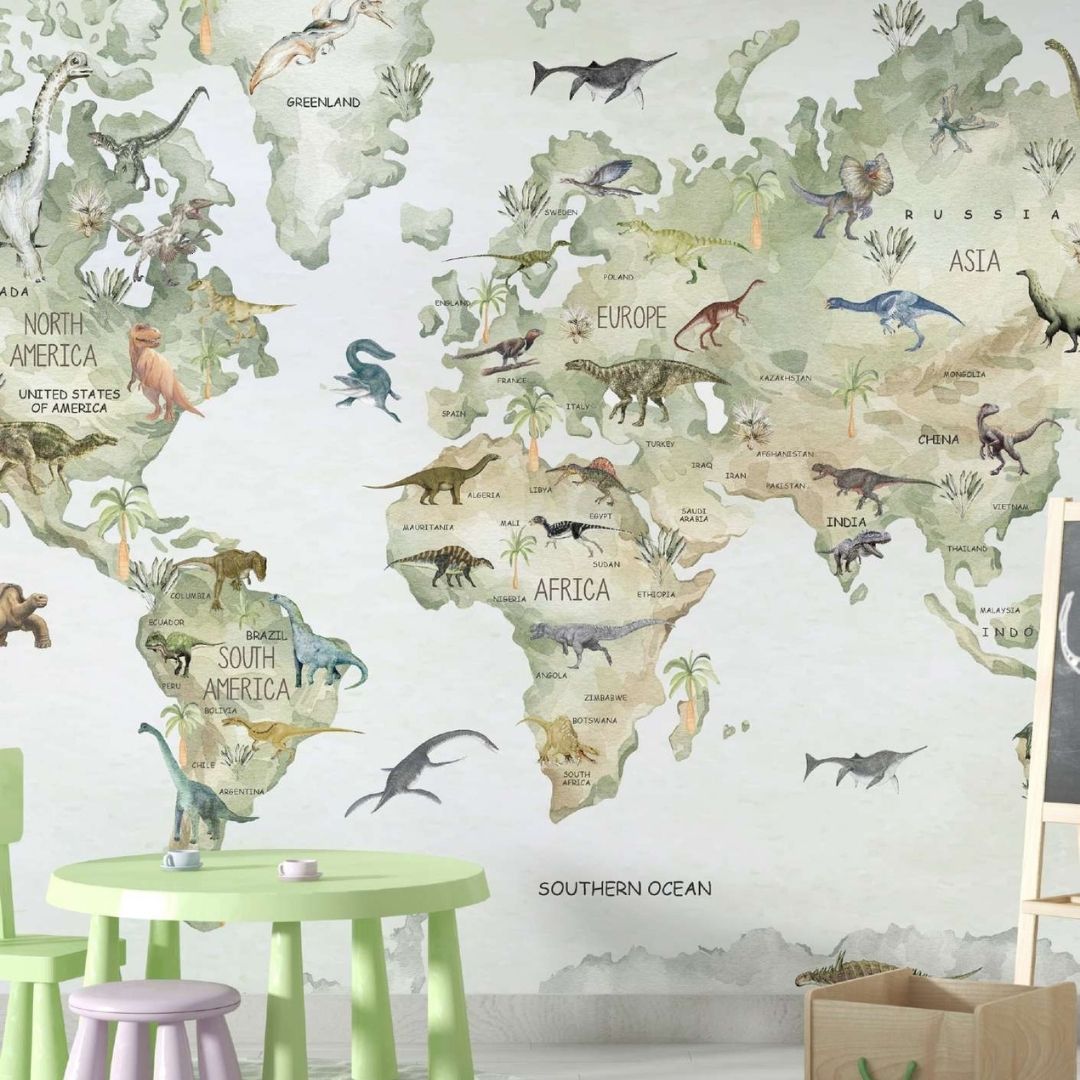 GREENLAND
SWEDEN
RUSSIA
ASIA
POLAND
ADA
ENGLAND
NORTH
AMERICA
EUROPE
FRANCE
KAZAKHSTAN
MONGOLIA
UNITED STATES
OF AMERICA
SPAIN
ITALY
TURKEY
CHINA
AFGHANISTAN
IRAQ
IRAN
PAKISTAN
ALGERIA
LIBYA
EGYPT
SAUDI
ARABIA
INDIA
VIETNAM
MAURITANIA
MALI
SUDAN
THAILAND
AFRICA
COLUMBIA
NIGERIA
ETHIOPIA
ECUADOR
BRAZIL
MALAYSIA
INDO
SOUTH
AMERICA
PERU
ANGOLA
BOLIVIA
ZIMBABWE
BOTSWANA
CHILE
SOUTH
AFRICA
ARGENTINA
SOUTHERN OCEAN